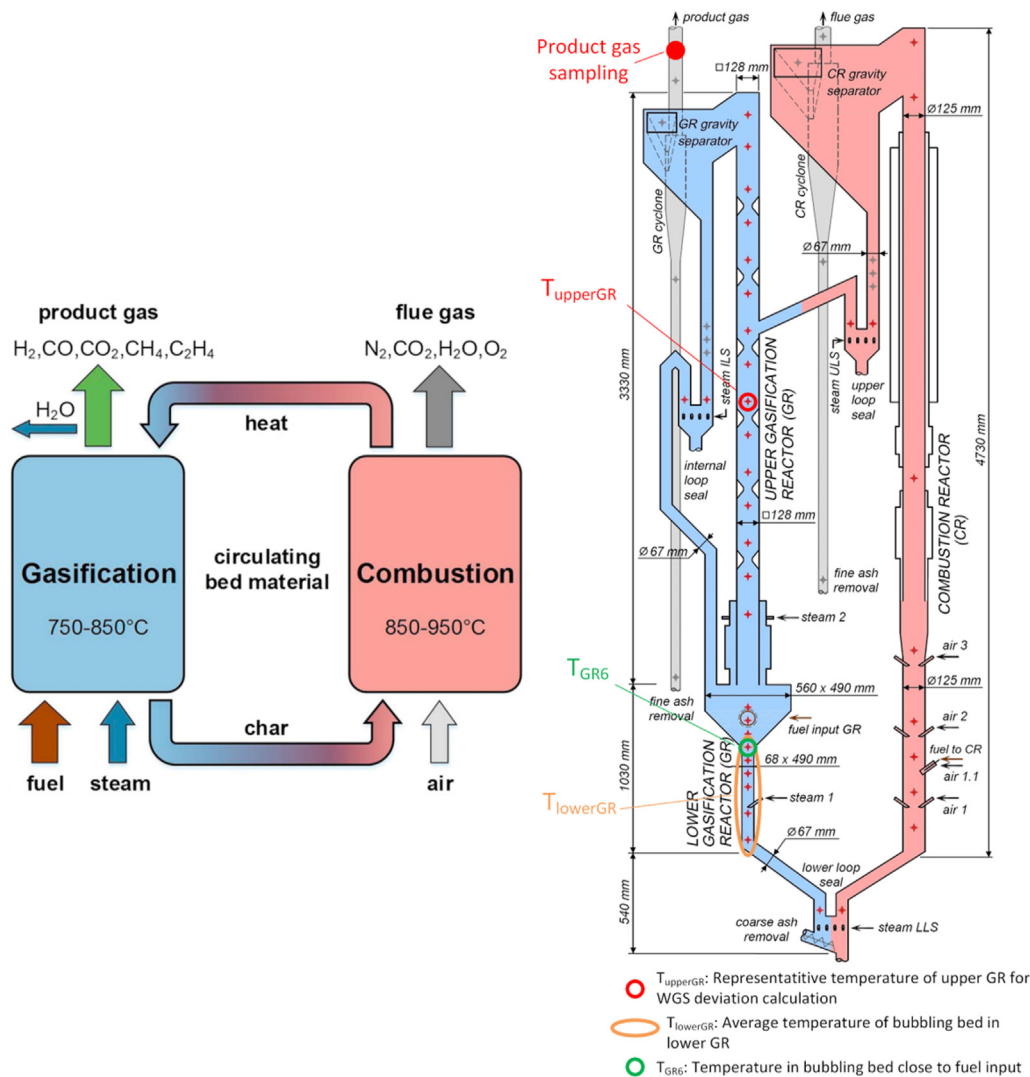 product gas
H₂,CO,CO₂,CH₄,C₂H₄
flue gas
N₂,CO₂,H₂O,O₂
H₂O
heat
Gasification
750-850°C
circulating
bed material
Combustion
850-950°C
char
fuel
steam
air
product gas
flue gas
Product gas
sampling
□128 mm
CR gravity
separator
Ø125 mm
GR gravity
separator
GR cyclone
CR cyclone
Ø67 mm
T_upperGR
3330 mm
steam ILS
steam ULS
upper
loop
seal
internal
loop
seal
UPPER GASIFICATION
REACTOR (GR)
4730 mm
COMBUSTION REACTOR
(CR)
□128 mm
Ø67 mm
fine ash
removal
steam 2
air 3
T_GR6
560 x 490 mm
Ø125 mm
fine ash
removal
fuel input GR
air 2
fuel to CR
air 1.1
68 x 490 mm
1030 mm
T_lowerGR
steam 1
air 1
LOWER
GASIFICATION
REACTOR (GR)
Ø67 mm
lower loop
seal
540 mm
coarse ash
removal
steam LLS
T_upperGR: Representatitive temperature of upper GR for
WGS deviation calculation
T_lowerGR: Average temperature of bubbling bed in
lower GR
T_GR6: Temperature in bubbling bed close to fuel input